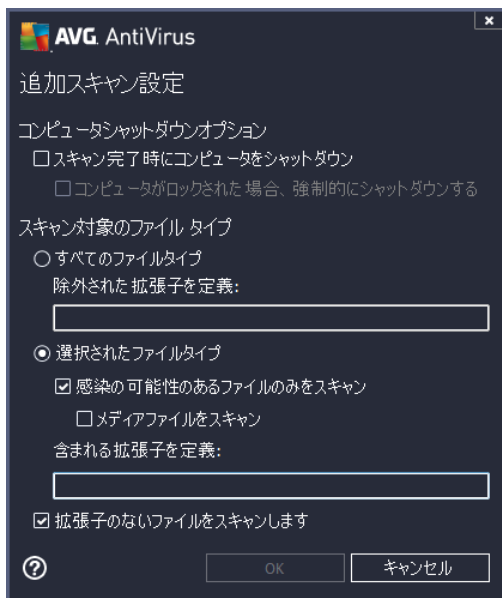 AVG AntiVirus
追加スキャン設定
コンピュータシャットダウンオプション
スキャン完了時にコンピュータをシャットダウン
コンピュータがロックされた場合、強制的にシャットダウンする
スキャン対象のファイル タイプ
すべてのファイルタイプ
除外された拡張子を定義:
選択されたファイルタイプ
感染の可能性のあるファイルのみをスキャン
メディアファイルをスキャン
含まれる拡張子を定義:
拡張子のないファイルをスキャンします
OK
キャンセル